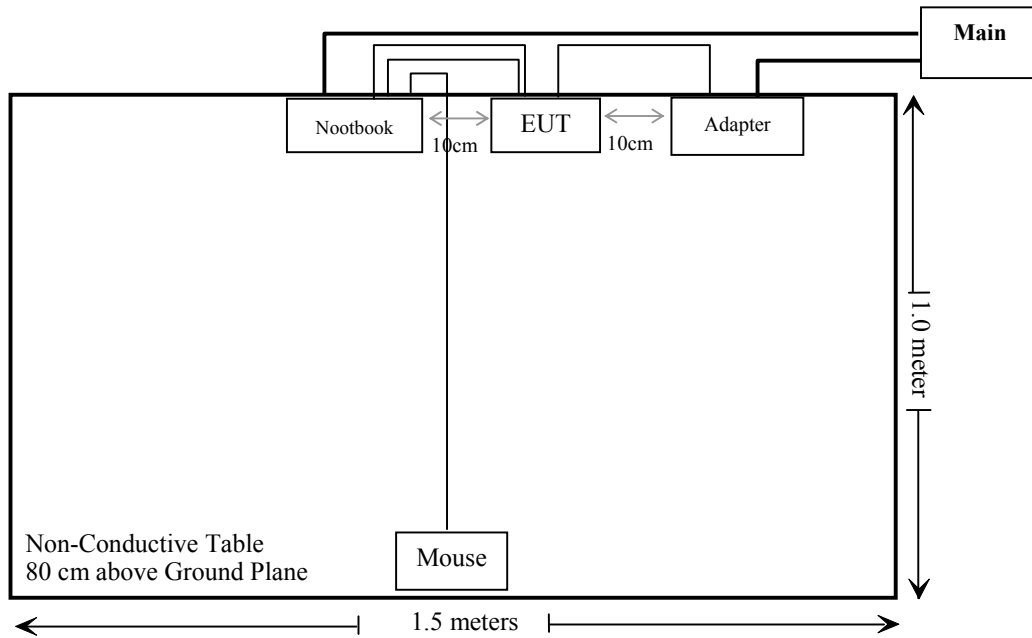 Main
Nootbook
EUT
Adapter
10cm
10cm
1.0 meter
Non-Conductive Table
80 cm above Ground Plane
Mouse
1.5 meters